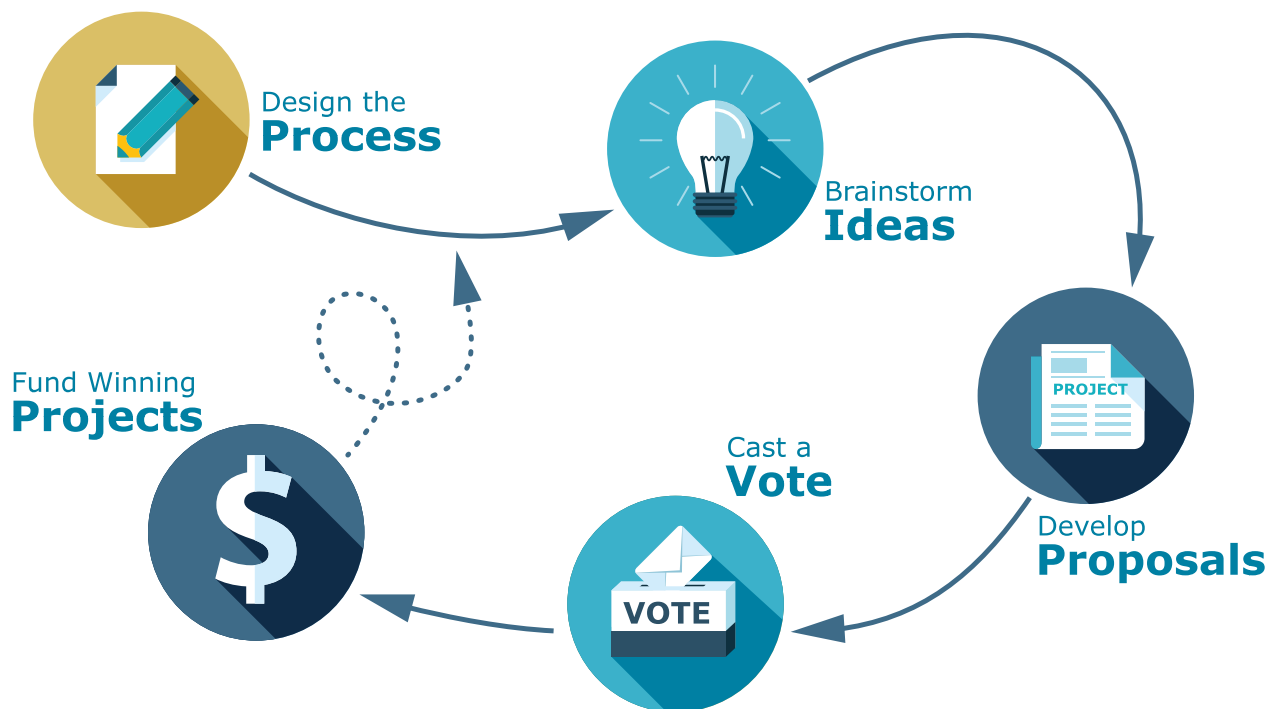 Design the
Process
Brainstorm
Ideas
PROJECT
Develop
Proposals
Cast a
Vote
VOTE
Fund Winning
Projects